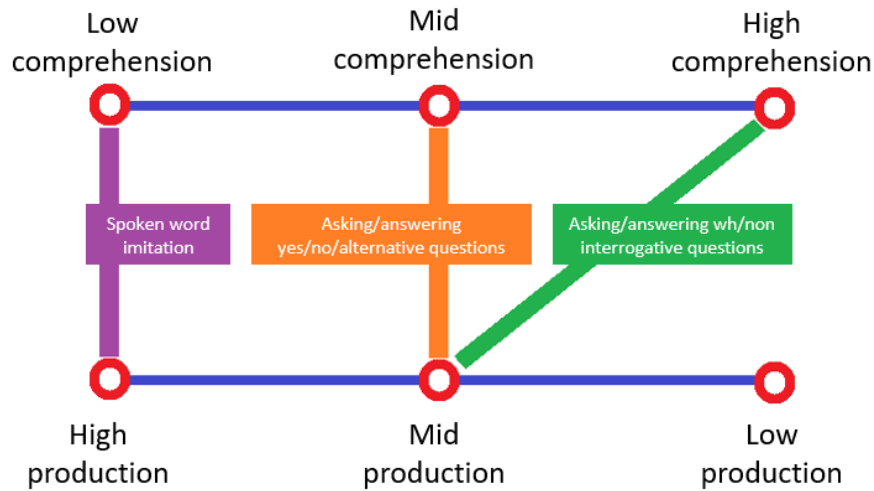 Low
comprehension
Mid
comprehension
High
comprehension
Spoken word
imitation
Asking/answering
yes/no/alternative questions
Asking/answering wh/non
interrogative questions
High
production
Mid
production
Low
production